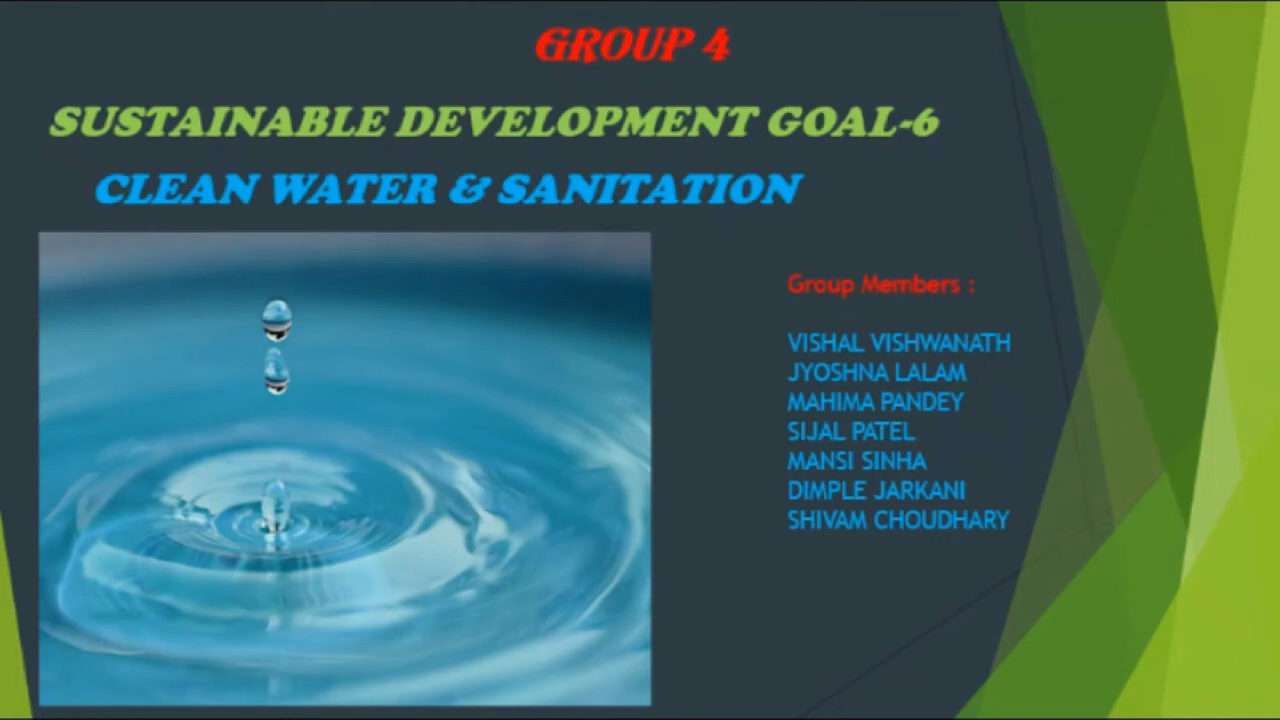 GROUP 4
SUSTAINABLE DEVELOPMENT GOAL-6
CLEAN WATER & SANITATION
Group Members :
VISHAL VISHWANATH
JYOSHNA LALAM
MAHIMA PANDEY
SIJAL PATEL
MANSI SINHA
DIMPLE JARKANI
SHIVAM CHOUDHARY